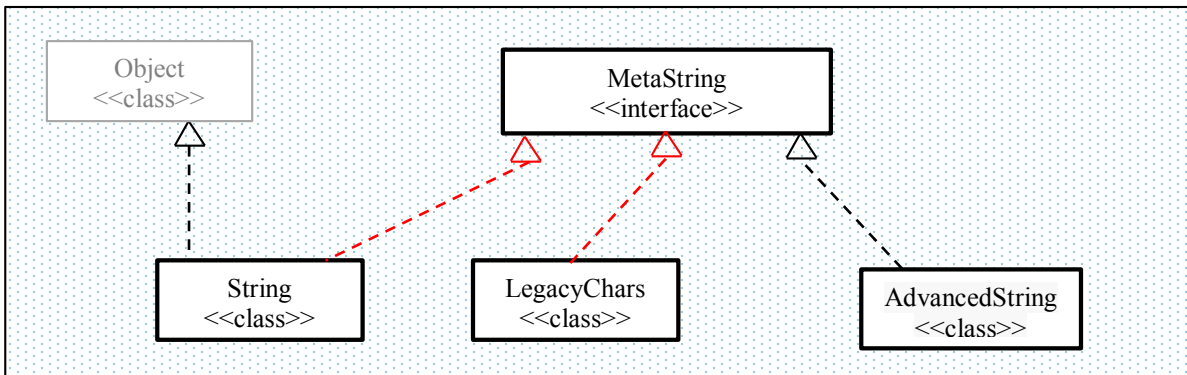 Object
<<class>>
MetaString
<<interface>>
String
<<class>>
LegacyChars
<<class>>
AdvancedString
<<class>>